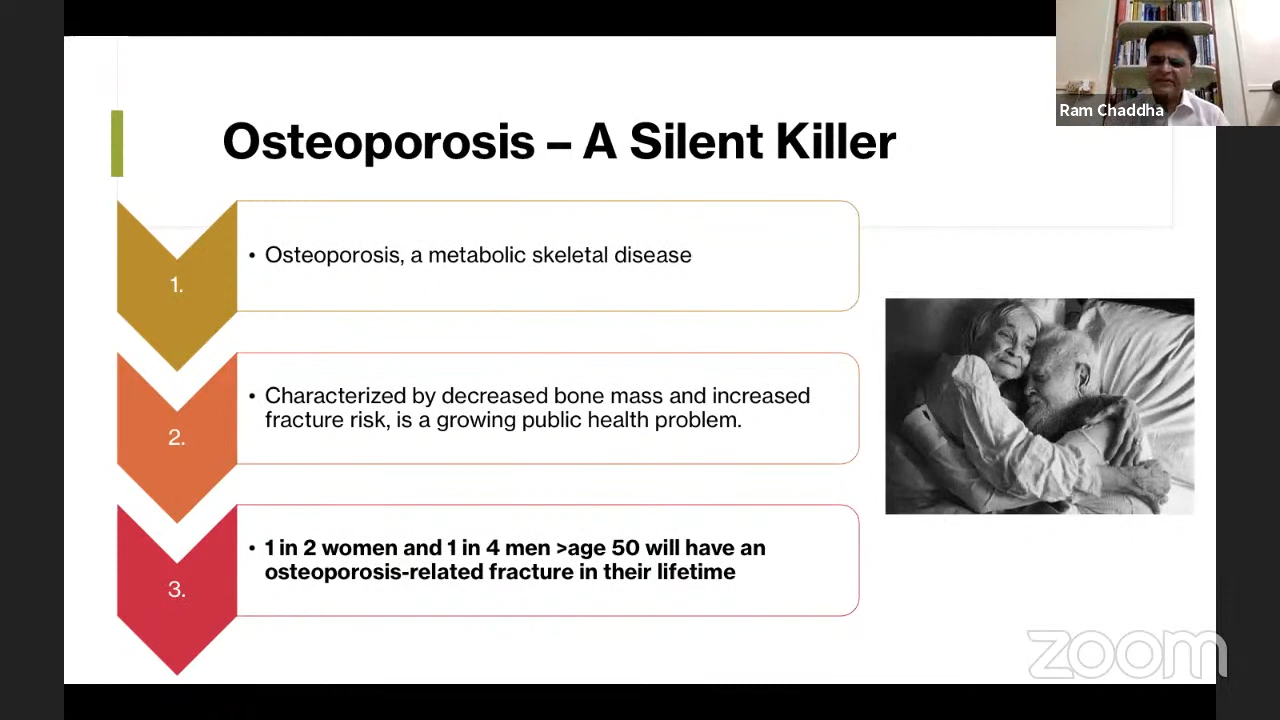 Ram Chaddha
Osteoporosis – A Silent Killer
1.
• Osteoporosis, a metabolic skeletal disease
2.
• Characterized by decreased bone mass and increased
fracture risk, is a growing public health problem.
3.
• 1 in 2 women and 1 in 4 men >age 50 will have an
osteoporosis-related fracture in their lifetime
zoom